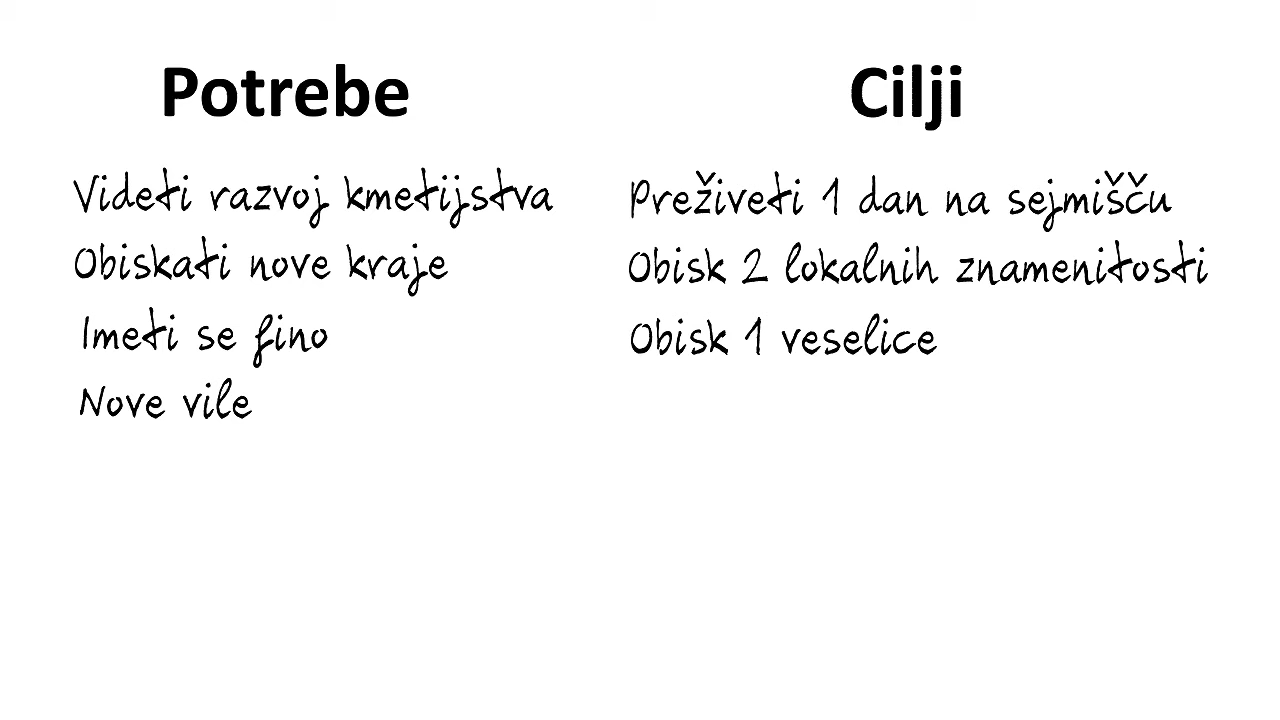 Potrebe
Videti razvoj kmetijstva
Obiskati nove kraje
Imeti se fino
Nove vile
Cilji
Preživeti 1 dan na sejmišču
Obisk 2 lokalnih znamenitosti
Obisk 1 veselice